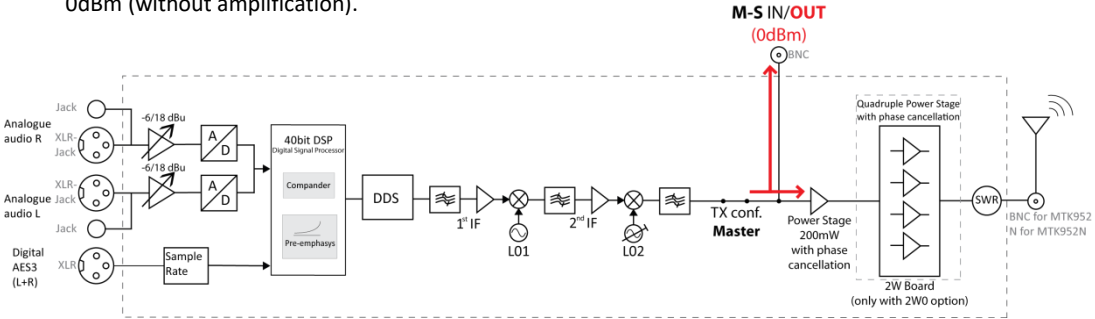 0dBm (without amplification).
M-S IN/OUT
(0dBm)
BNC
Jack
Analogue
audio R
XLR-
Jack
-6/18 dBu
A
D
XLR-
Jack
Analogue
audio L
-6/18 dBu
A
D
Jack
Digital
AES3
(L+R)
XLR
Sample
Rate
40bit DSP
Digital Signal Processor
Compander
Pre-emphasys
DDS
1st IF
L01
2nd IF
L02
TX conf.
Master
Power Stage
200mW
with phase
cancellation
Quadruple Power Stage
with phase cancellation
2W Board
(only with 2W0 option)
SWR
BNC for MTK952
N for MTK952N